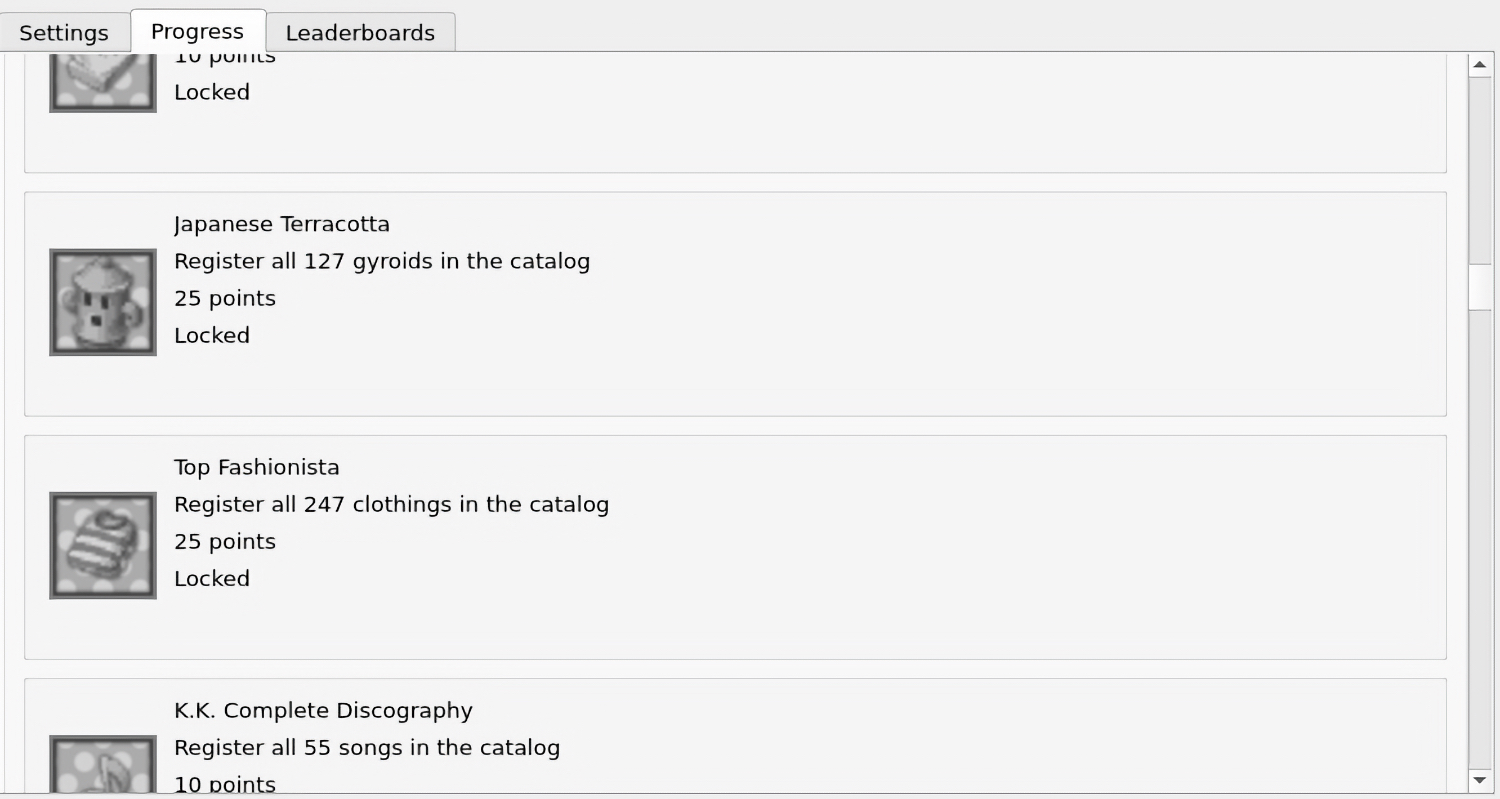 Settings Progress Leaderboards
10 points
Locked
Japanese Terracotta
Register all 127 gyroids in the catalog
25 points
Locked
Top Fashionista
Register all 247 clothings in the catalog
25 points
Locked
K.K. Complete Discography
Register all 55 songs in the catalog
10 points